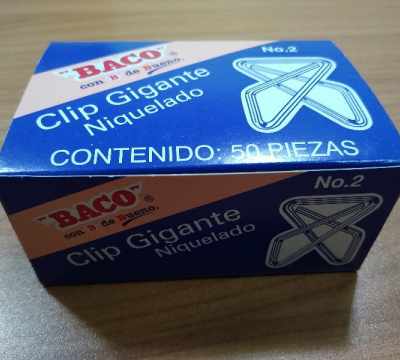 "BACO"
con B de Bueno.
No.2
Clip Gigante
Niquelado
CONTENIDO: 50 PIEZAS
"BACO"
con B de Bueno.®
No.2
Clip Gigante
Niquelado